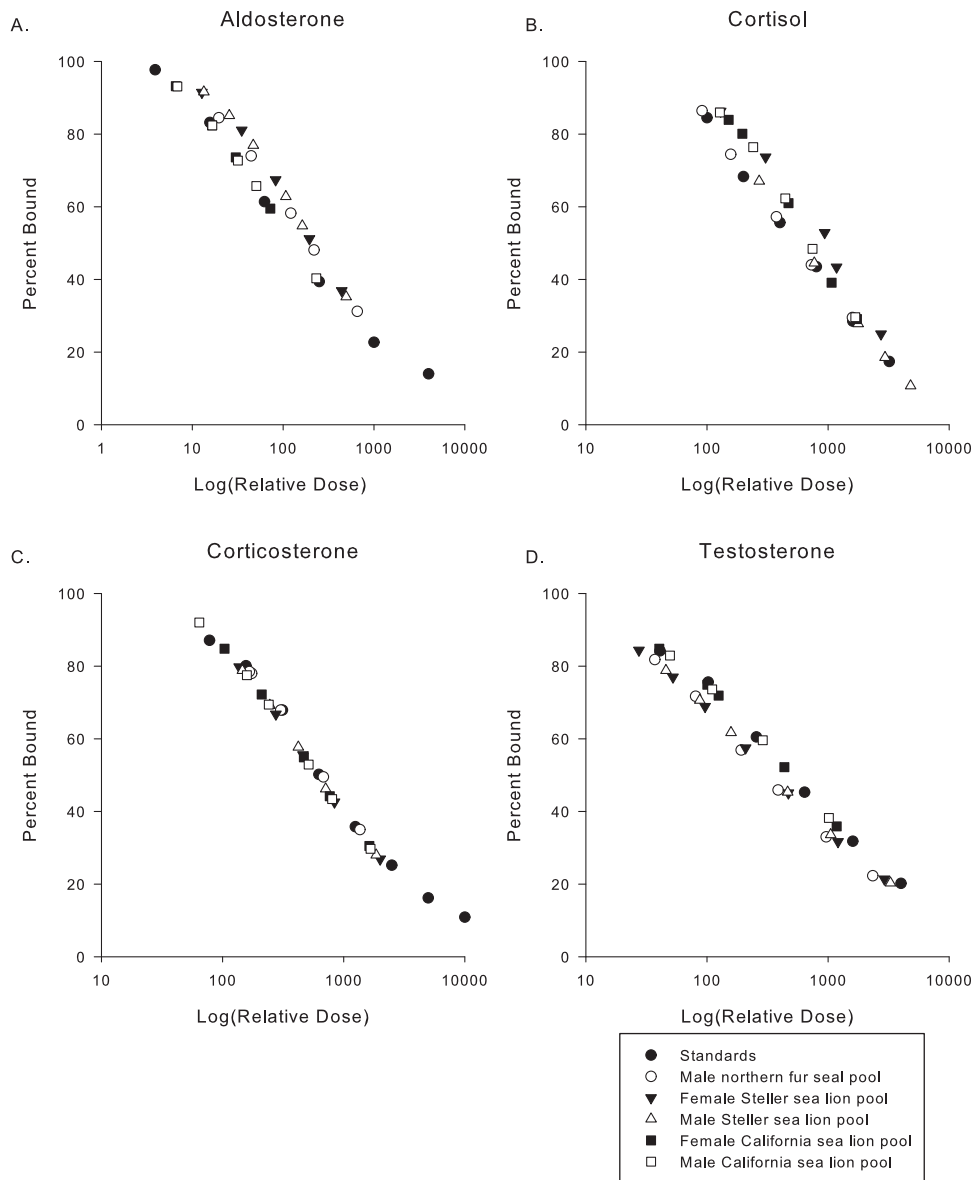 A.
Aldosterone
100
80
60
40
20
0
Percent Bound
1
10
100
1000
10000
Log(Relative Dose)
B.
Cortisol
100
80
60
40
20
0
Percent Bound
10
100
1000
10000
Log(Relative Dose)
C.
Corticosterone
100
80
60
40
20
0
Percent Bound
10
100
1000
10000
Log(Relative Dose)
D.
Testosterone
100
80
60
40
20
0
Percent Bound
10
100
1000
10000
Log(Relative Dose)
Standards
Male northern fur seal pool
Female Steller sea lion pool
Male Steller sea lion pool
Female California sea lion pool
Male California sea lion pool